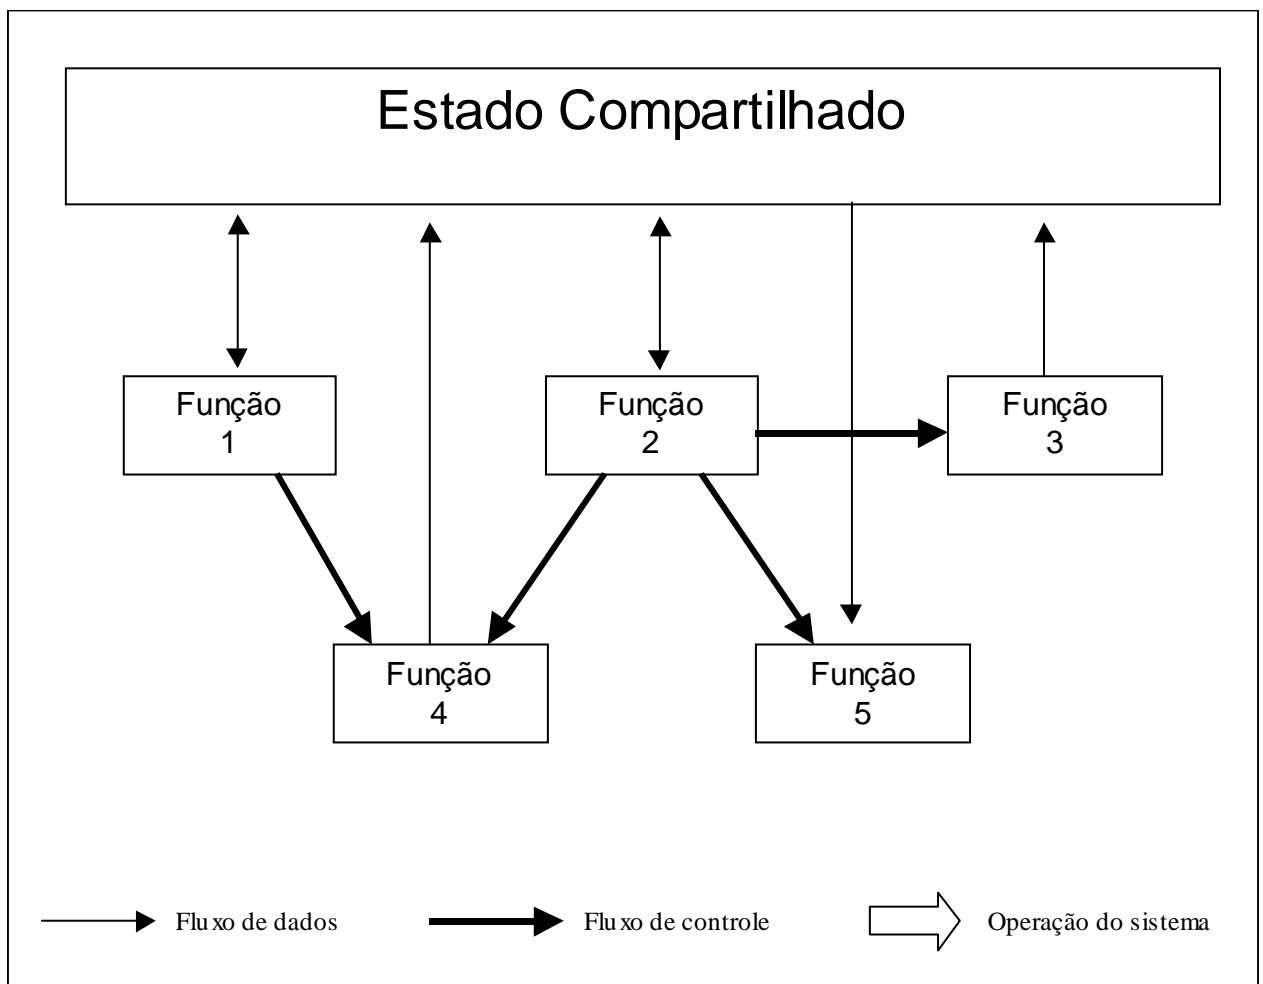 Estado Compartilhado
Função
1
Função
2
Função
3
Função
4
Função
5
Fluxo de dados
Fluxo de controle
Operação do sistema